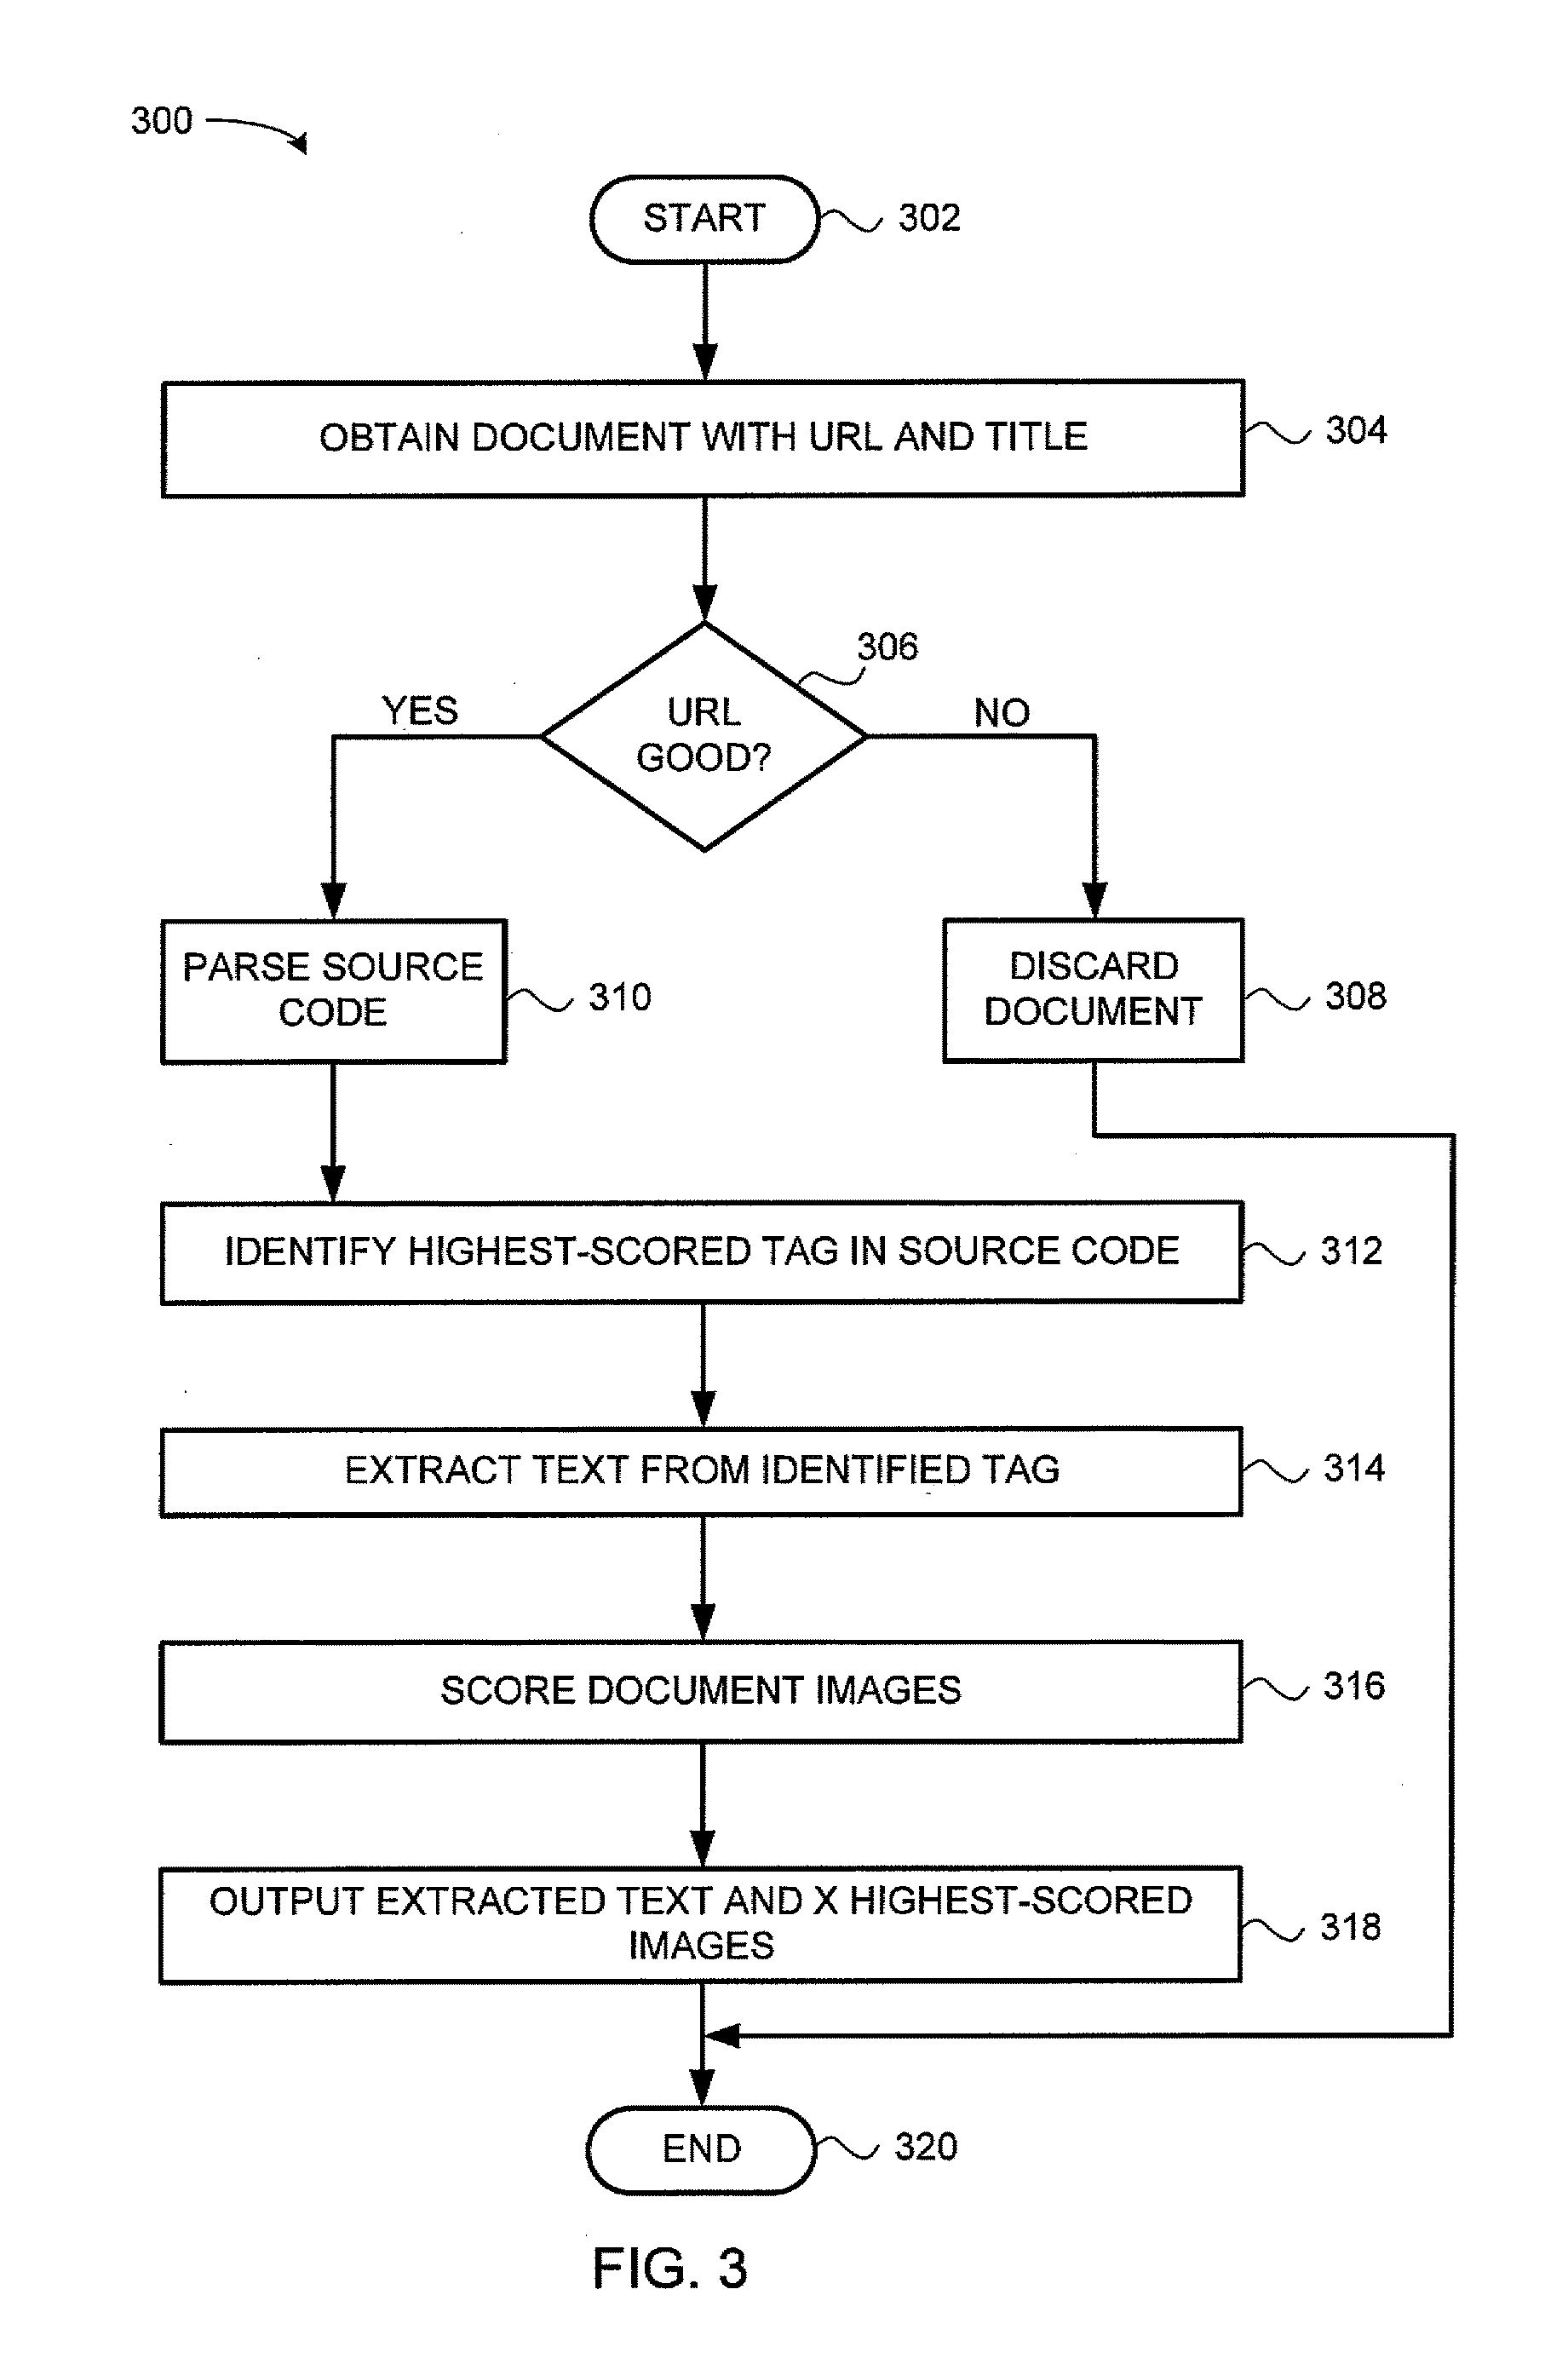 300
START
302
OBTAIN DOCUMENT WITH URL AND TITLE
304
306
YES
URL
GOOD?
NO
PARSE SOURCE
CODE
310
DISCARD
DOCUMENT
308
IDENTIFY HIGHEST-SCORED TAG IN SOURCE CODE
312
EXTRACT TEXT FROM IDENTIFIED TAG
314
SCORE DOCUMENT IMAGES
316
OUTPUT EXTRACTED TEXT AND X HIGHEST-SCORED
IMAGES
318
END
320
FIG. 3